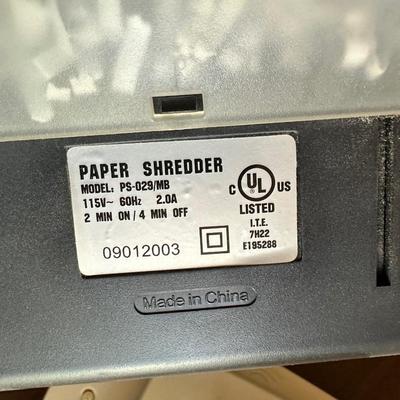 PAPER SHREDDER
MODEL: PS-029/MB
115V~ 60Hz 2.0A
2 MIN ON / 4 MIN OFF
09012003
C UL US
LISTED
I.T.E.
7H22
E195288
Made in China